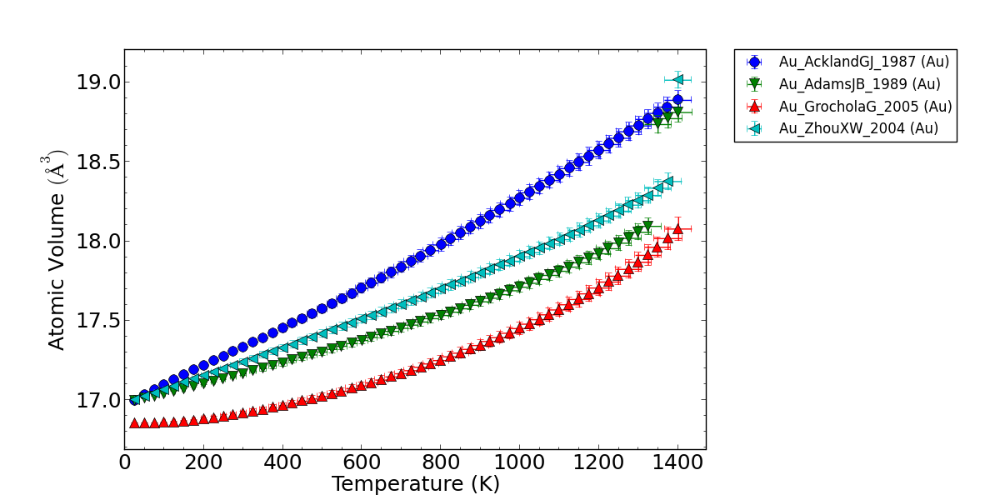 19.0
18.5
18.0
17.5
17.0
Atomic Volume (Å³)
0 200 400 600 800 1000 1200 1400
Temperature (K)
Au_AcklandGJ_1987 (Au)
Au_AdamsJB_1989 (Au)
Au_GrocholaG_2005 (Au)
Au_ZhouXW_2004 (Au)